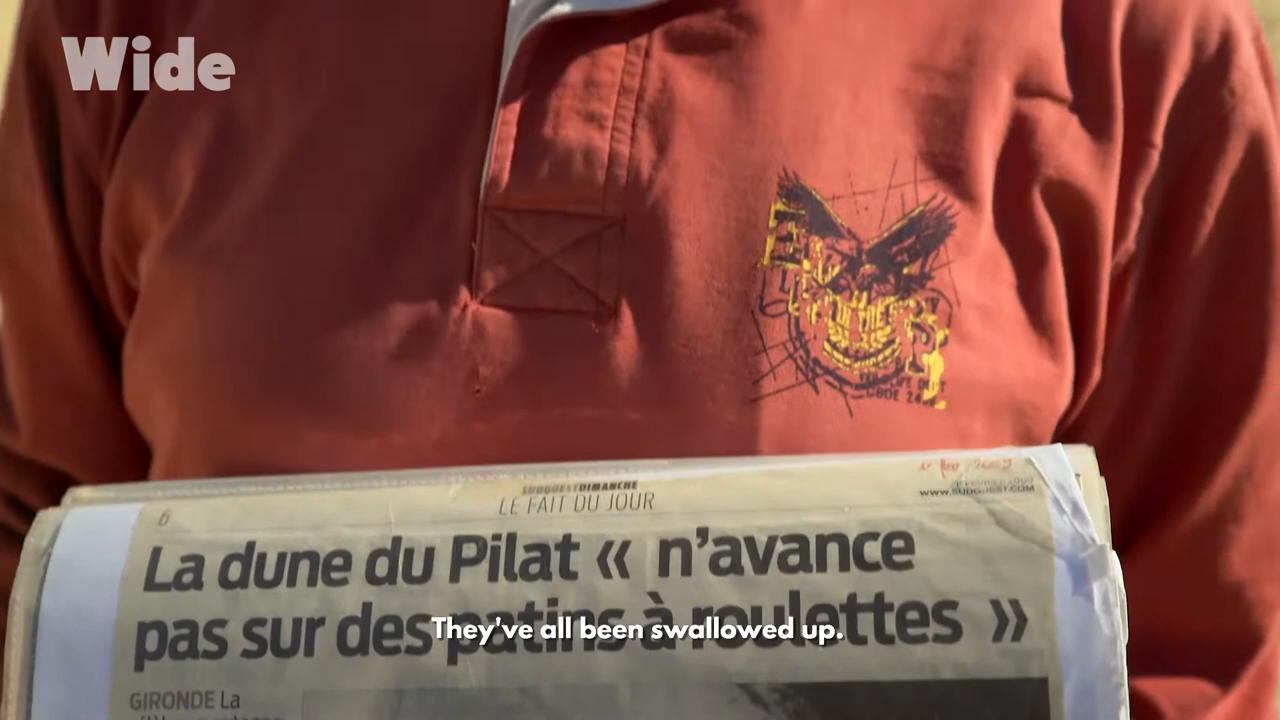 Wide
SUDOUESTDIMANCHE
LE FAIT DU JOUR
6
WWW.SUDOUEST.COM
La dune du Pilat « n'avance
pas sur des patins à roulettes »
They've all been swallowed up.
GIRONDE La